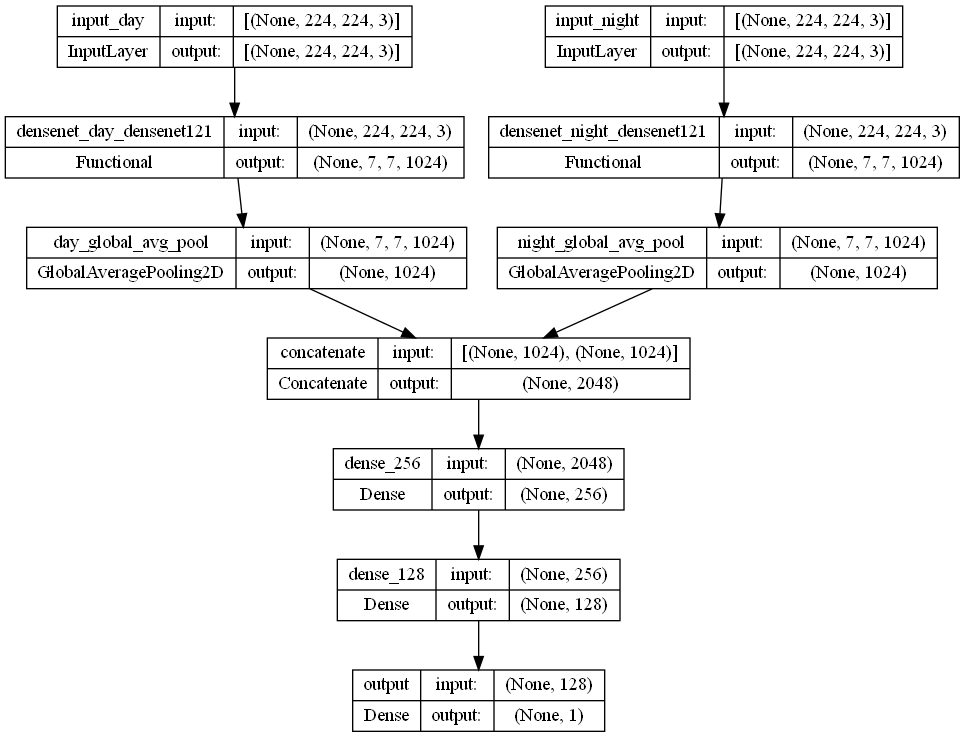 input_day input: [(None, 224, 224, 3)]
InputLayer output: [(None, 224, 224, 3)]
input_night input: [(None, 224, 224, 3)]
InputLayer output: [(None, 224, 224, 3)]
densenet_day_densenet121 input: (None, 224, 224, 3)
Functional output: (None, 7, 7, 1024)
densenet_night_densenet121 input: (None, 224, 224, 3)
Functional output: (None, 7, 7, 1024)
day_global_avg_pool input: (None, 7, 7, 1024)
GlobalAveragePooling2D output: (None, 1024)
night_global_avg_pool input: (None, 7, 7, 1024)
GlobalAveragePooling2D output: (None, 1024)
concatenate input: [(None, 1024), (None, 1024)]
Concatenate output: (None, 2048)
dense_256 input: (None, 2048)
Dense output: (None, 256)
dense_128 input: (None, 256)
Dense output: (None, 128)
output input: (None, 128)
Dense output: (None, 1)